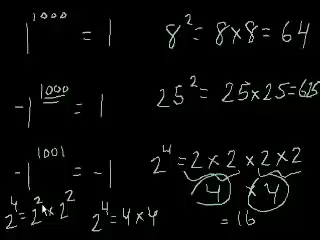 1^1000 = 1
8^2 = 8×8 = 64
-1^1000 = 1
25^2 = 25×25 = 625
-1^1001 = -1
2^4 = 2×2×2×2
4 × 4
= 16
2^4 = 2^2 × 2^2
2^4 = 4×4